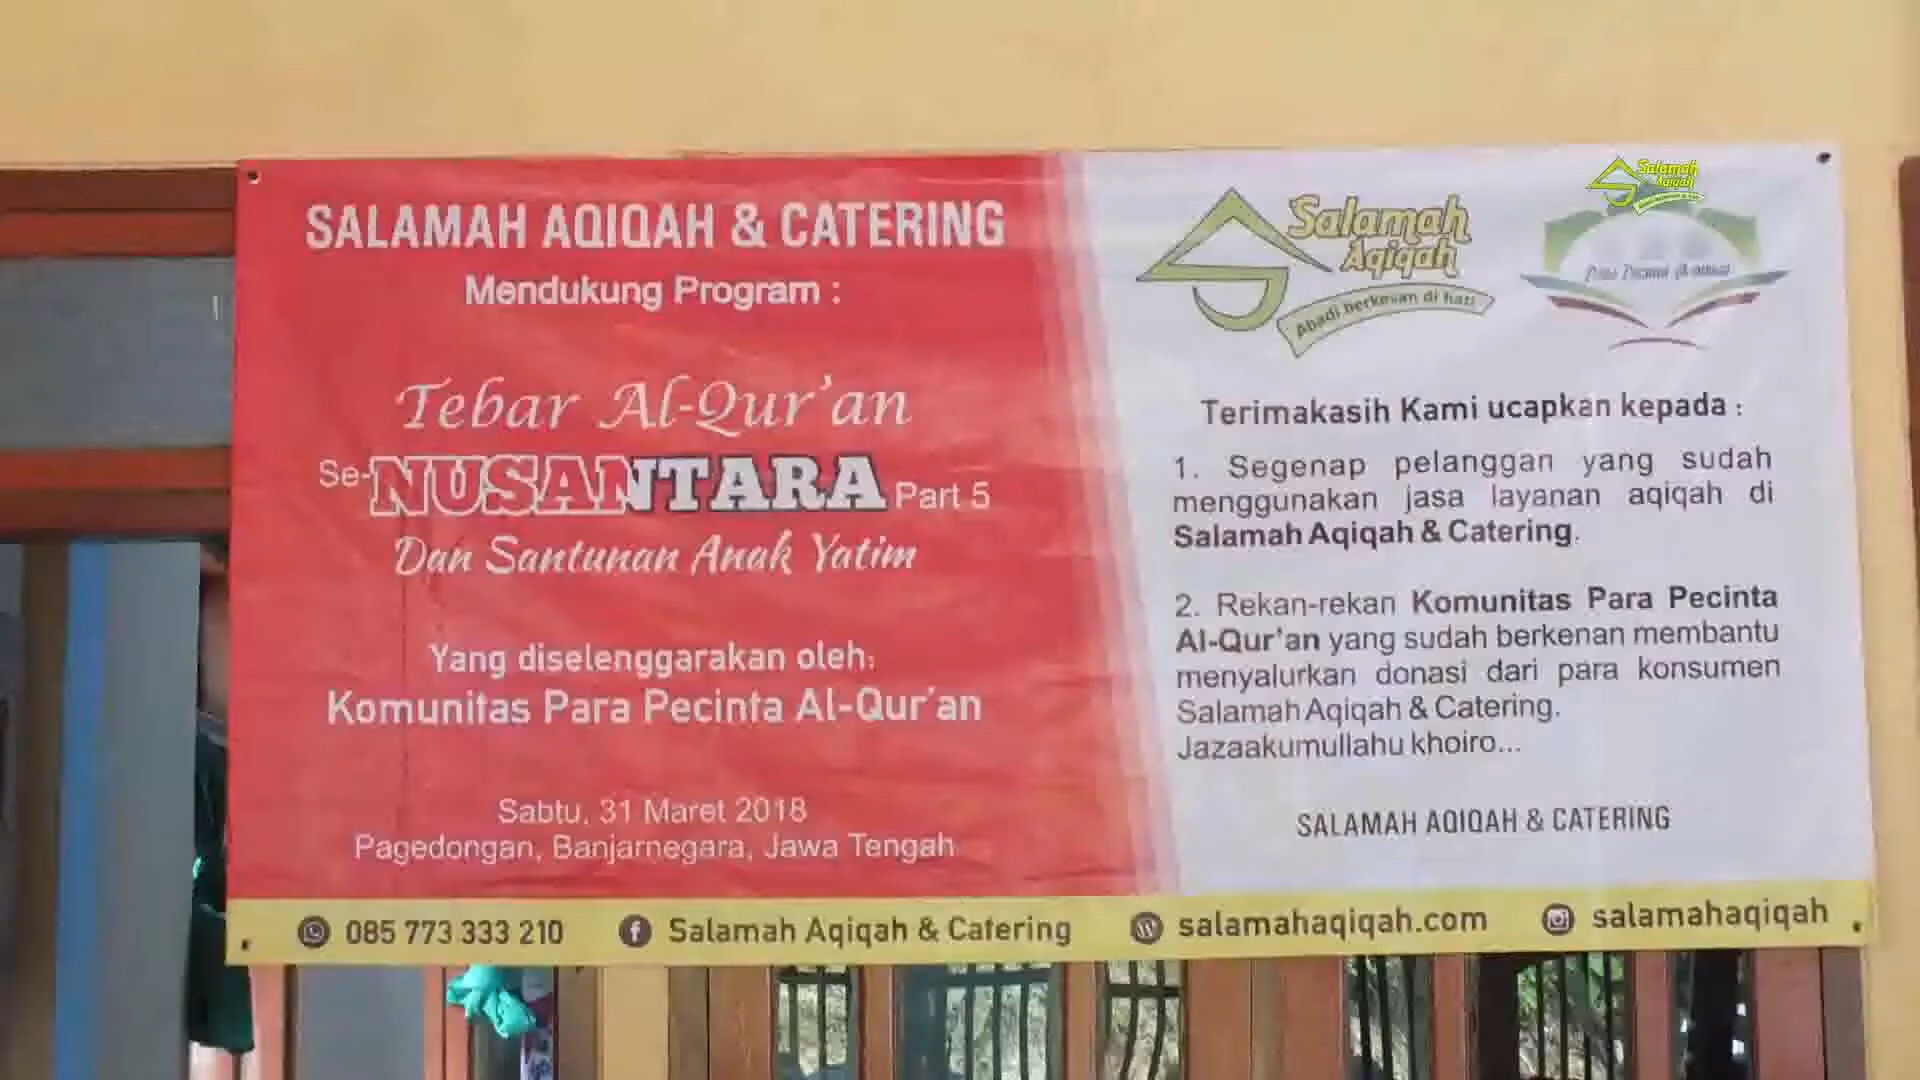 SALAMAH AQIQAH & CATERING
Mendukung Program :
Tebar Al-Qur'an
Se-NUSANTARA Part 5
Dan Santunan Anak Yatim
Yang diselenggarakan oleh:
Komunitas Para Pecinta Al-Qur'an
Sabtu, 31 Maret 2018
Pagedongan, Banjarnegara, Jawa Tengah
Salamah
Aqiqah
Abadi berkesan di hati
Salamah
Aqiqah
Terimakasih Kami ucapkan kepada :
1. Segenap pelanggan yang sudah
menggunakan jasa layanan aqiqah di
Salamah Aqiqah & Catering.
2. Rekan-rekan Komunitas Para Pecinta
Al-Qur'an yang sudah berkenan membantu
menyalurkan donasi dari para konsumen
Salamah Aqiqah & Catering.
Jazaakumullahu khoiro...
SALAMAH AQIQAH & CATERING
085 773 333 210
Salamah Aqiqah & Catering
salamahaqiqah.com
salamahaqiqah